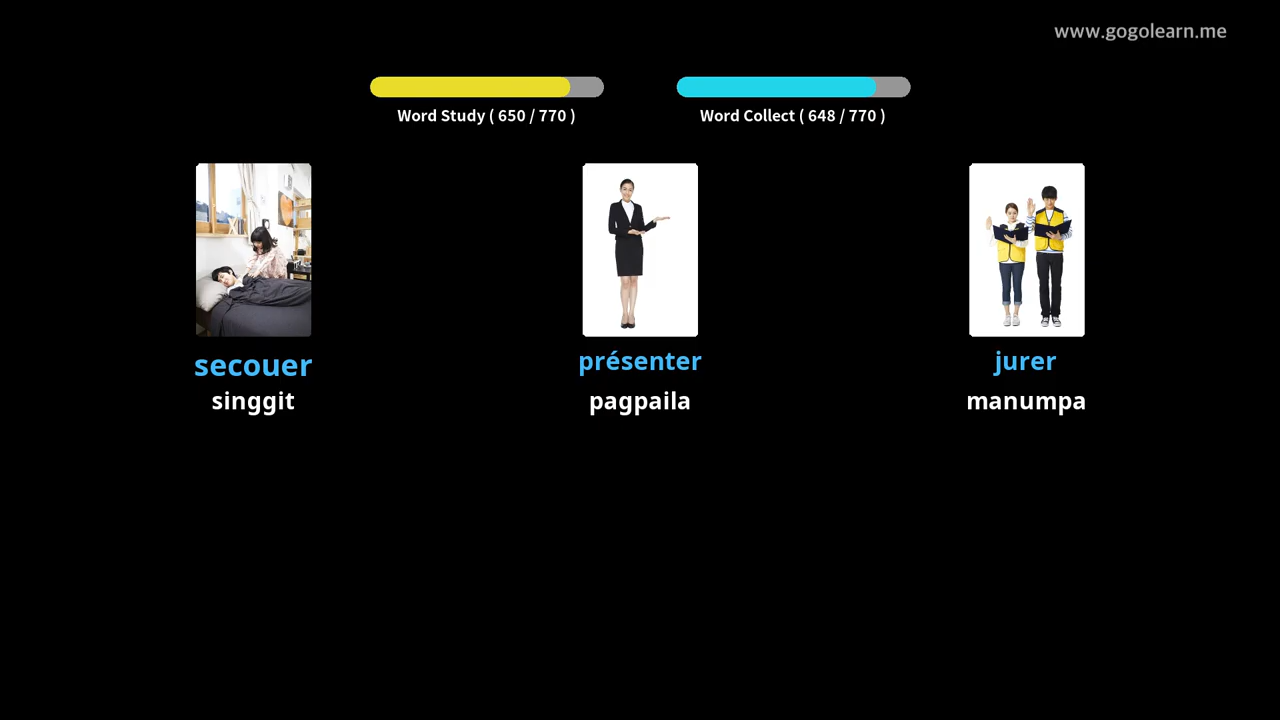 www.gogolearn.me
Word Study ( 650 / 770 )
Word Collect ( 648 / 770 )
secouer
singgit
présenter
pagpaila
jurer
manumpa